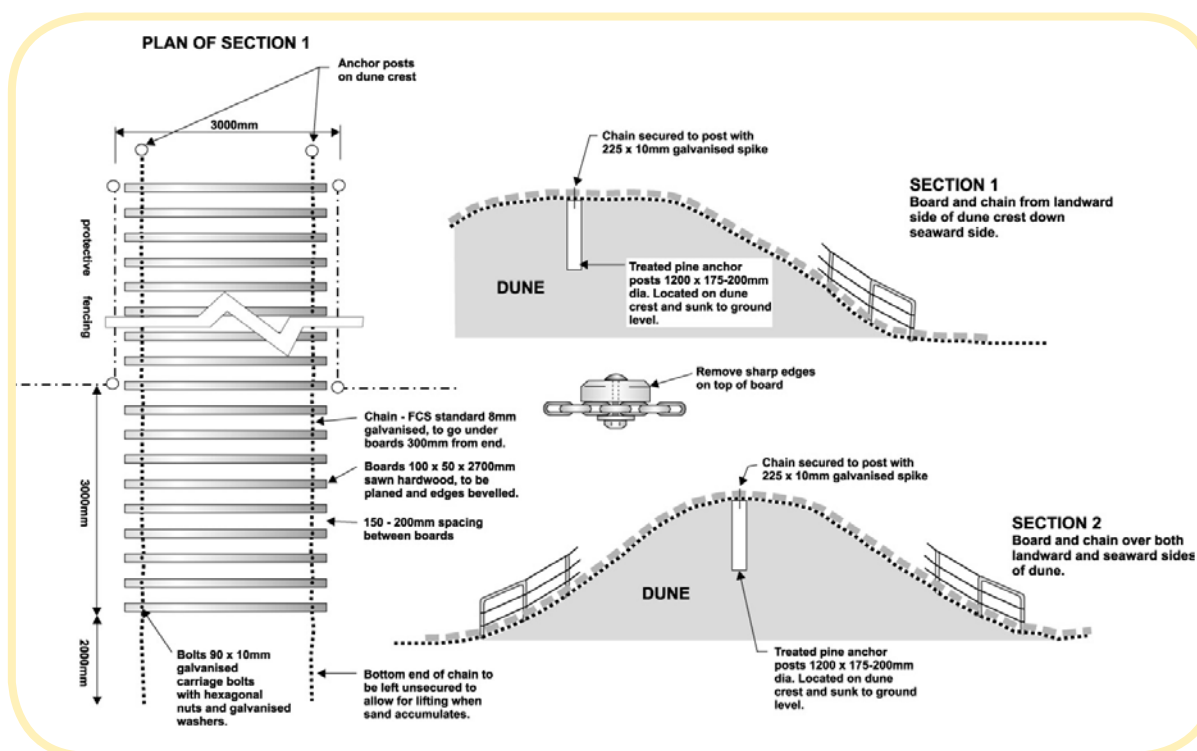 PLAN OF SECTION 1
Anchor posts
on dune crest
3000mm
protective
fencing
3000mm
2000mm
Chain - FCS standard 8mm
galvanised, to go under
boards 300mm from end.
Boards 100 x 50 x 2700mm
sawn hardwood, to be
planed and edges bevelled.
150 - 200mm spacing
between boards
Bolts 90 x 10mm
galvanised
carriage bolts
with hexagonal
nuts and galvanised
washers.
Bottom end of chain to
be left unsecured to
allow for lifting when
sand accumulates.
Chain secured to post with
225 x 10mm galvanised spike
SECTION 1
Board and chain from landward
side of dune crest down
seaward side.
DUNE
Treated pine anchor
posts 1200 x 175-200mm
dia. Located on dune
crest and sunk to ground
level.
Remove sharp edges
on top of board
Chain secured to post with
225 x 10mm galvanised spike
SECTION 2
Board and chain over both
landward and seaward sides
of dune.
DUNE
Treated pine anchor
posts 1200 x 175-200mm
dia. Located on dune
crest and sunk to ground
level.